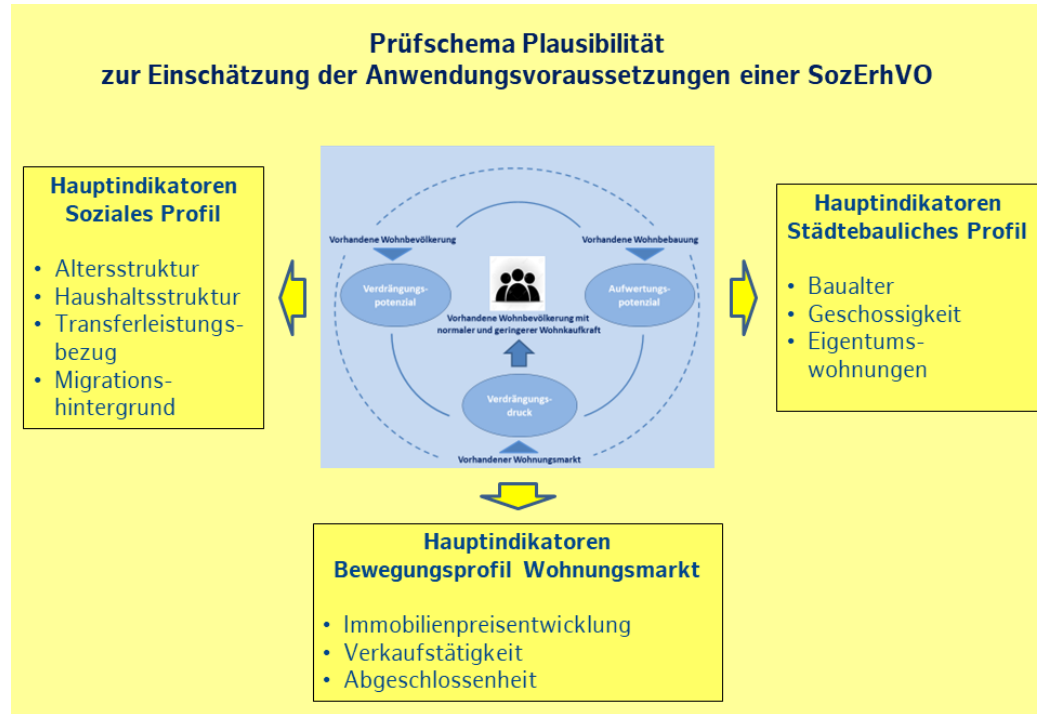 Prüfschema Plausibilität
zur Einschätzung der Anwendungsvoraussetzungen einer SozErhVO
Hauptindikatoren
Soziales Profil
• Altersstruktur
• Haushaltsstruktur
• Transferleistungs-
bezug
• Migrations-
hintergrund
Vorhandene Wohnbevölkerung
Vorhandene Wohnbebauung
Verdrängungs-
potenzial
Aufwertungs-
potenzial
Vorhandene Wohnbevölkerung mit
normaler und geringerer Wohnkaufkraft
Verdrängungs-
druck
Vorhandener Wohnungsmarkt
Hauptindikatoren
Städtebauliches Profil
• Baualter
• Geschossigkeit
• Eigentums-
wohnungen
Hauptindikatoren
Bewegungsprofil Wohnungsmarkt
• Immobilienpreisentwicklung
• Verkaufstätigkeit
• Abgeschlossenheit